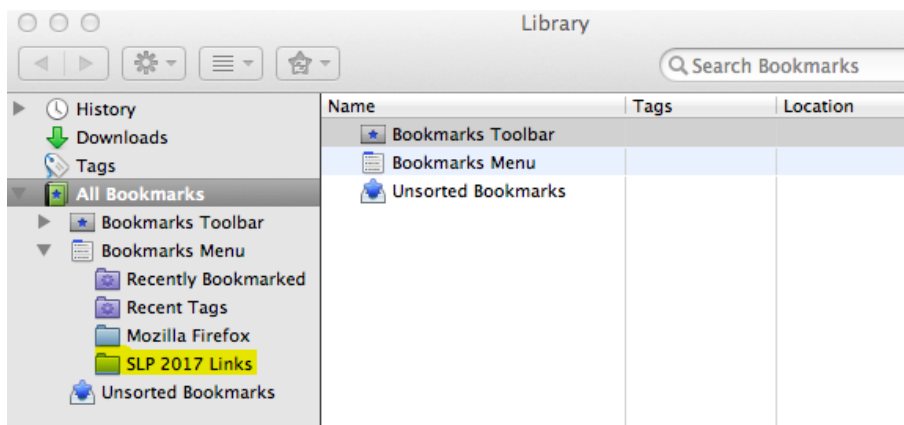 Library
Search Bookmarks
History
Downloads
Tags
All Bookmarks
Bookmarks Toolbar
Bookmarks Menu
Recently Bookmarked
Recent Tags
Mozilla Firefox
SLP 2017 Links
Unsorted Bookmarks
Name Tags Location
Bookmarks Toolbar
Bookmarks Menu
Unsorted Bookmarks